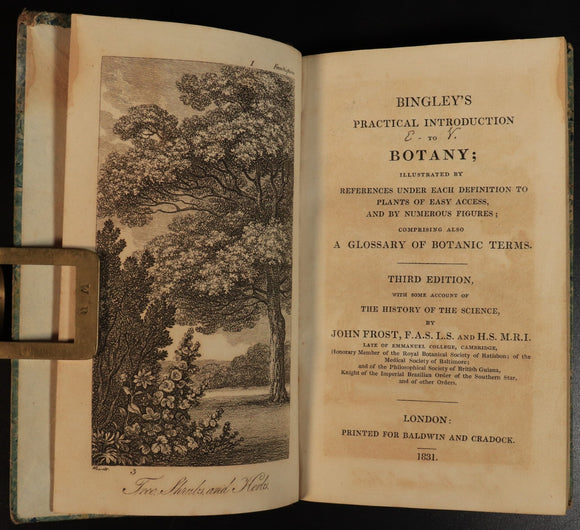 1
Frontispiece
3
Tree, Shrubs, and Herbs.
W D
BINGLEY'S
PRACTICAL INTRODUCTION
E. TO V.
BOTANY;
ILLUSTRATED BY
REFERENCES UNDER EACH DEFINITION TO
PLANTS OF EASY ACCESS,
AND BY NUMEROUS FIGURES;
COMPRISING ALSO
A GLOSSARY OF BOTANIC TERMS.
THIRD EDITION,
WITH SOME ACCOUNT OF
THE HISTORY OF THE SCIENCE,
BY
JOHN FROST, F.A.S. L.S. AND H.S. M.R.I.
LATE OF EMMANUEL COLLEGE, CAMBRIDGE,
Honorary Member of the Royal Botanical Society of Ratisbon; of the
Medical Society of Baltimore;
and of the Philosophical Society of British Guiana,
Knight of the Imperial Brazilian Order of the Southern Star,
and of other Orders.
LONDON:
PRINTED FOR BALDWIN AND CRADOCK.
1831.